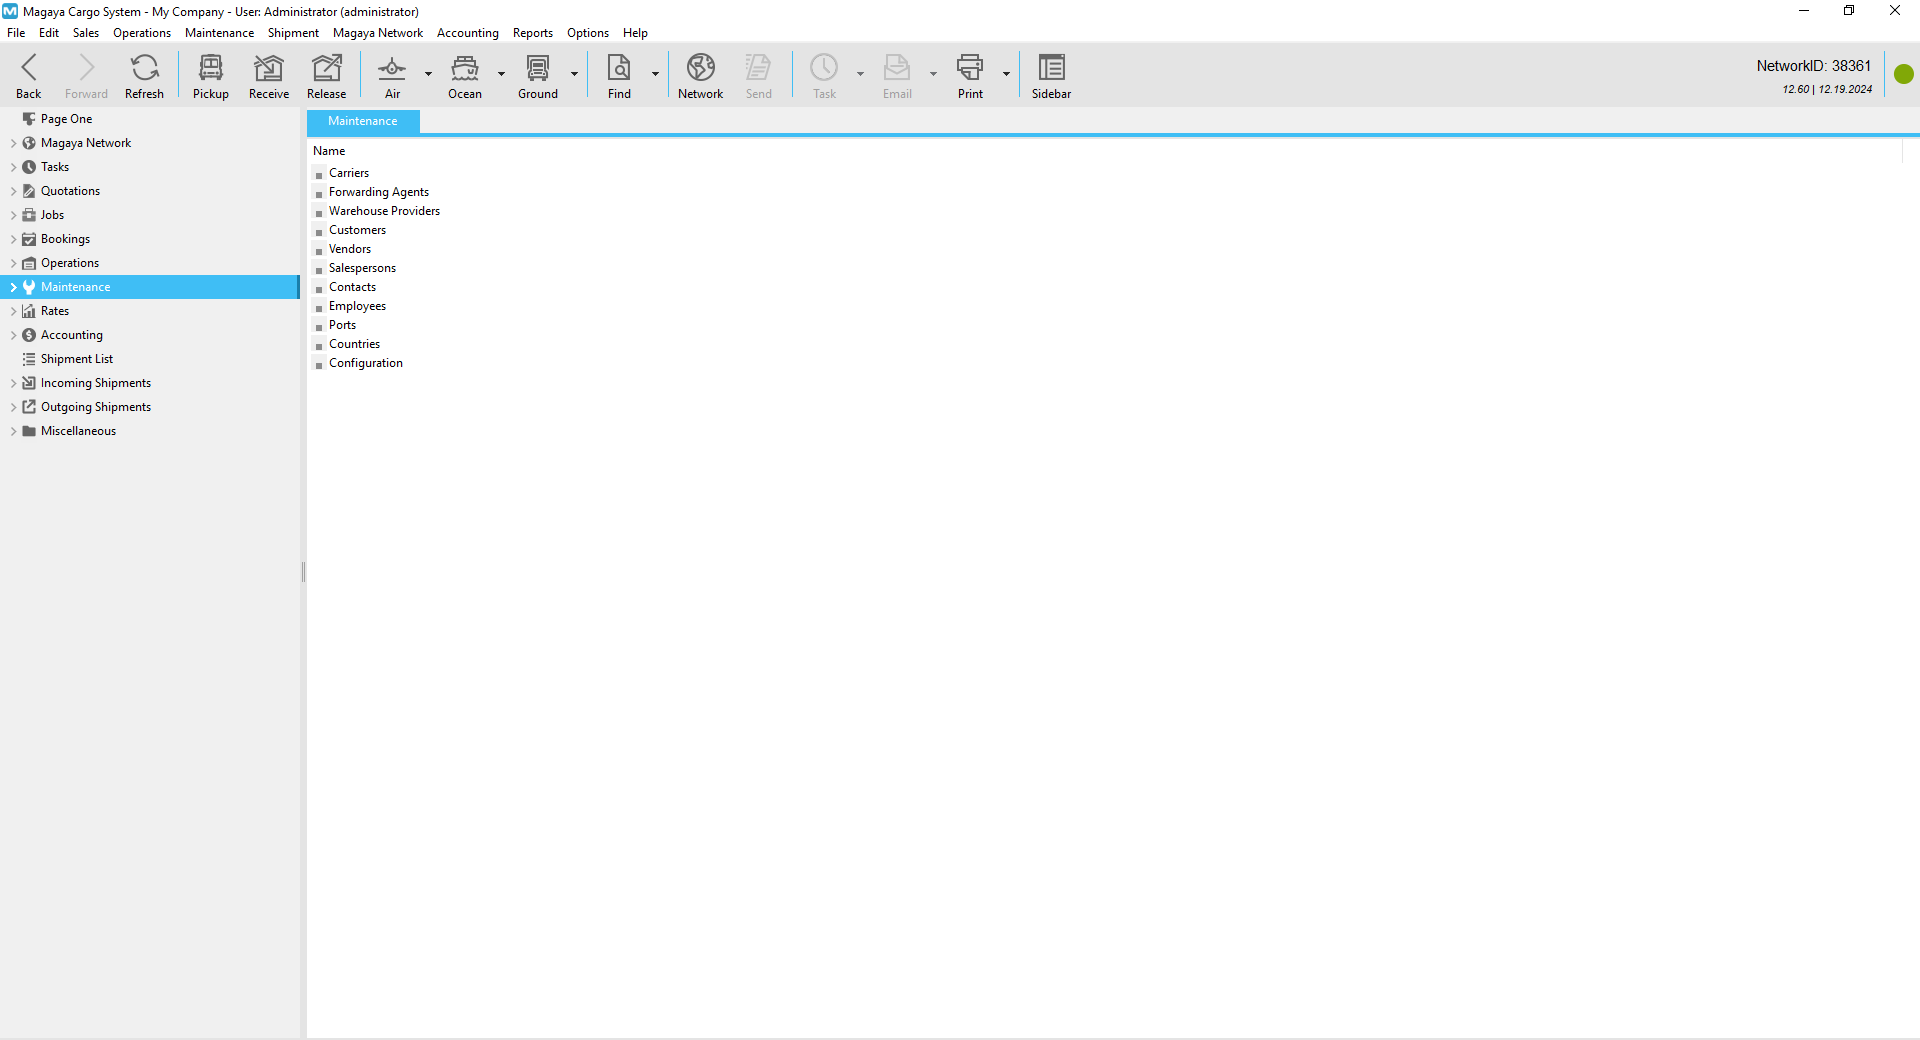 Magaya Cargo System - My Company - User: Administrator (administrator)
File Edit Sales Operations Maintenance Shipment Magaya Network Accounting Reports Options Help
Back Forward Refresh Pickup Receive Release Air Ocean Ground Find Network Send Task Email Print Sidebar
NetworkID: 38361
12.60 | 12.19.2024
Page One
Magaya Network
Tasks
Quotations
Jobs
Bookings
Operations
Maintenance
Rates
Accounting
Shipment List
Incoming Shipments
Outgoing Shipments
Miscellaneous
Maintenance
Name
Carriers
Forwarding Agents
Warehouse Providers
Customers
Vendors
Salespersons
Contacts
Employees
Ports
Countries
Configuration